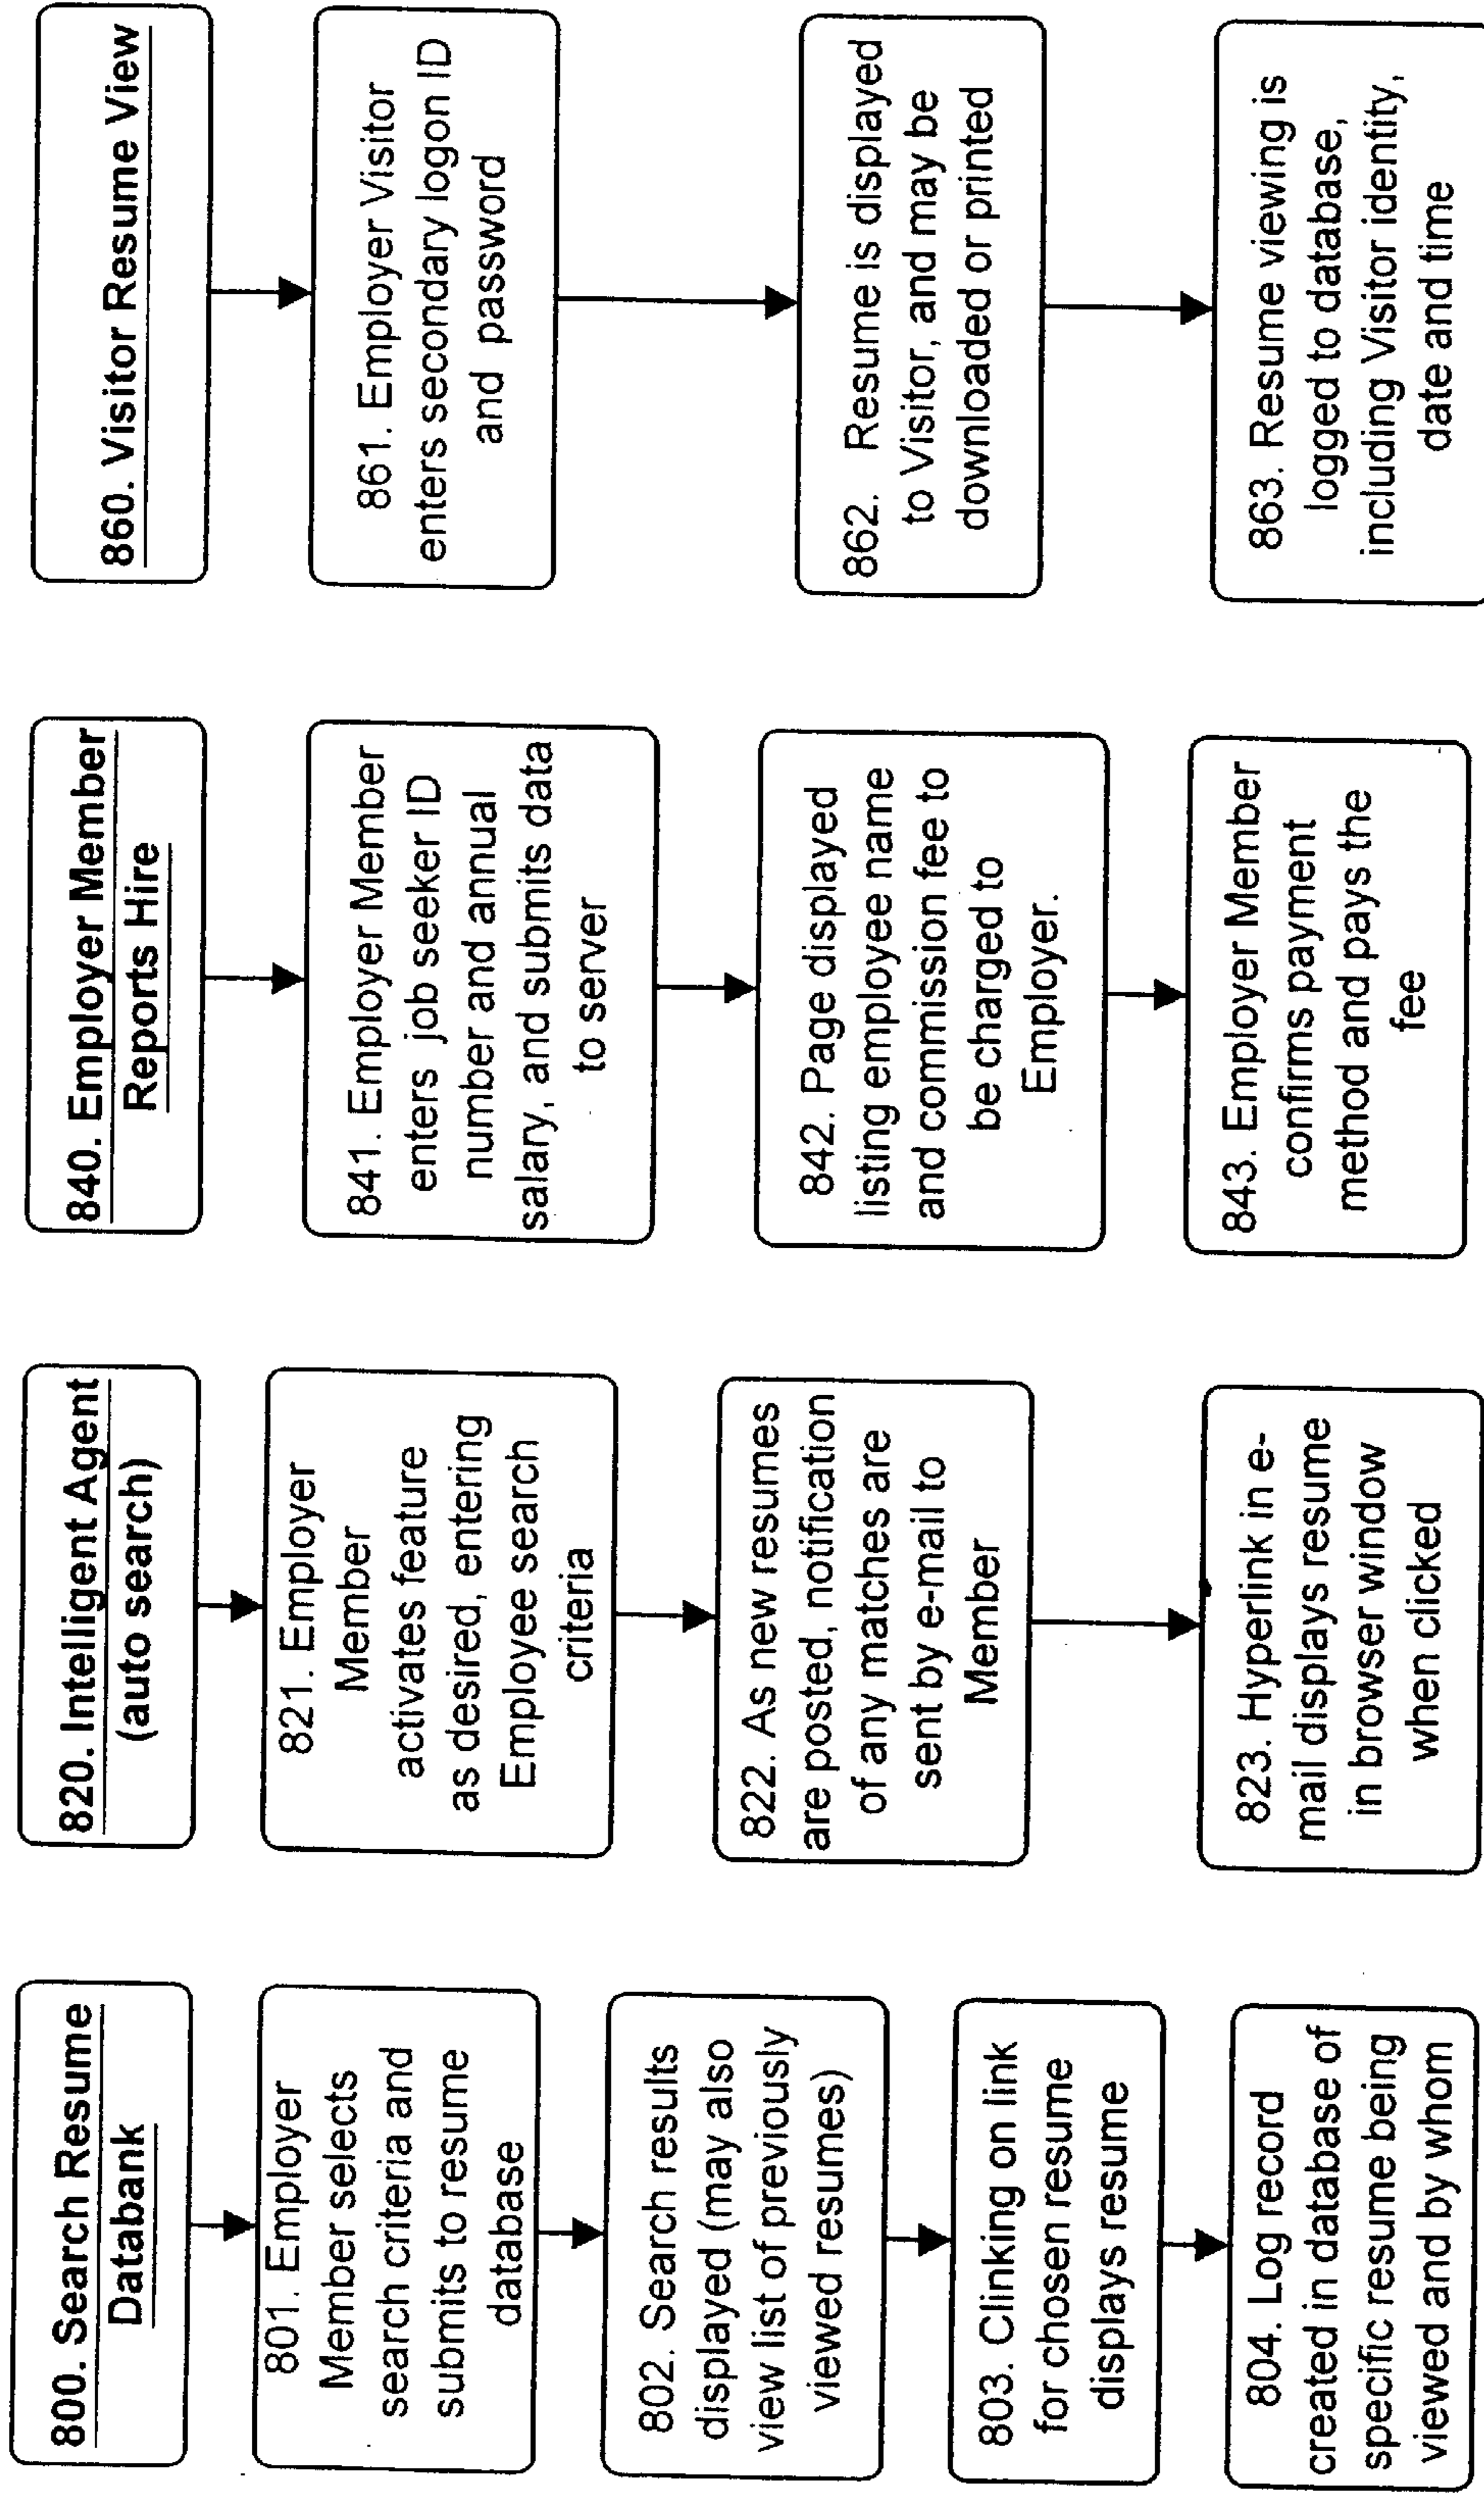 800. Search Resume
Databank
801. Employer
Member selects
search criteria and
submits to resume
database
802. Search results
displayed (may also
view list of previously
viewed resumes)
803. Clinking on link
for chosen resume
displays resume
804. Log record
created in database of
specific resume being
viewed and by whom
820. Intelligent Agent
(auto search)
821. Employer
Member
activates feature
as desired, entering
Employee search
criteria
822. As new resumes
are posted, notification
of any matches are
sent by e-mail to
Member
823. Hyperlink in e-
mail displays resume
in browser window
when clicked
840. Employer Member
Reports Hire
841. Employer Member
enters job seeker ID
number and annual
salary, and submits data
to server
842. Page displayed
listing employee name
and commission fee to
be charged to
Employer.
843. Employer Member
confirms payment
method and pays the
fee
860. Visitor Resume View
861. Employer Visitor
enters secondary logon ID
and password
862. Resume is displayed
to Visitor, and may be
downloaded or printed
863. Resume viewing is
logged to database,
including Visitor identity,
date and time